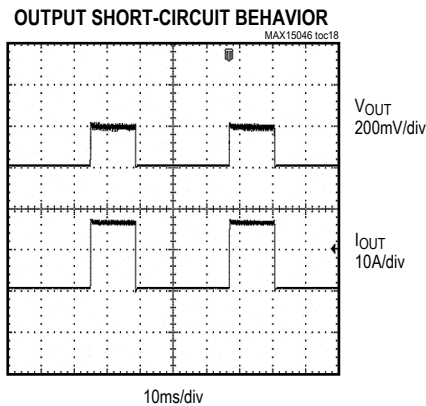 OUTPUT SHORT-CIRCUIT BEHAVIOR
MAX15046 toc18
VOUT
200mV/div
IOUT
10A/div
10ms/div